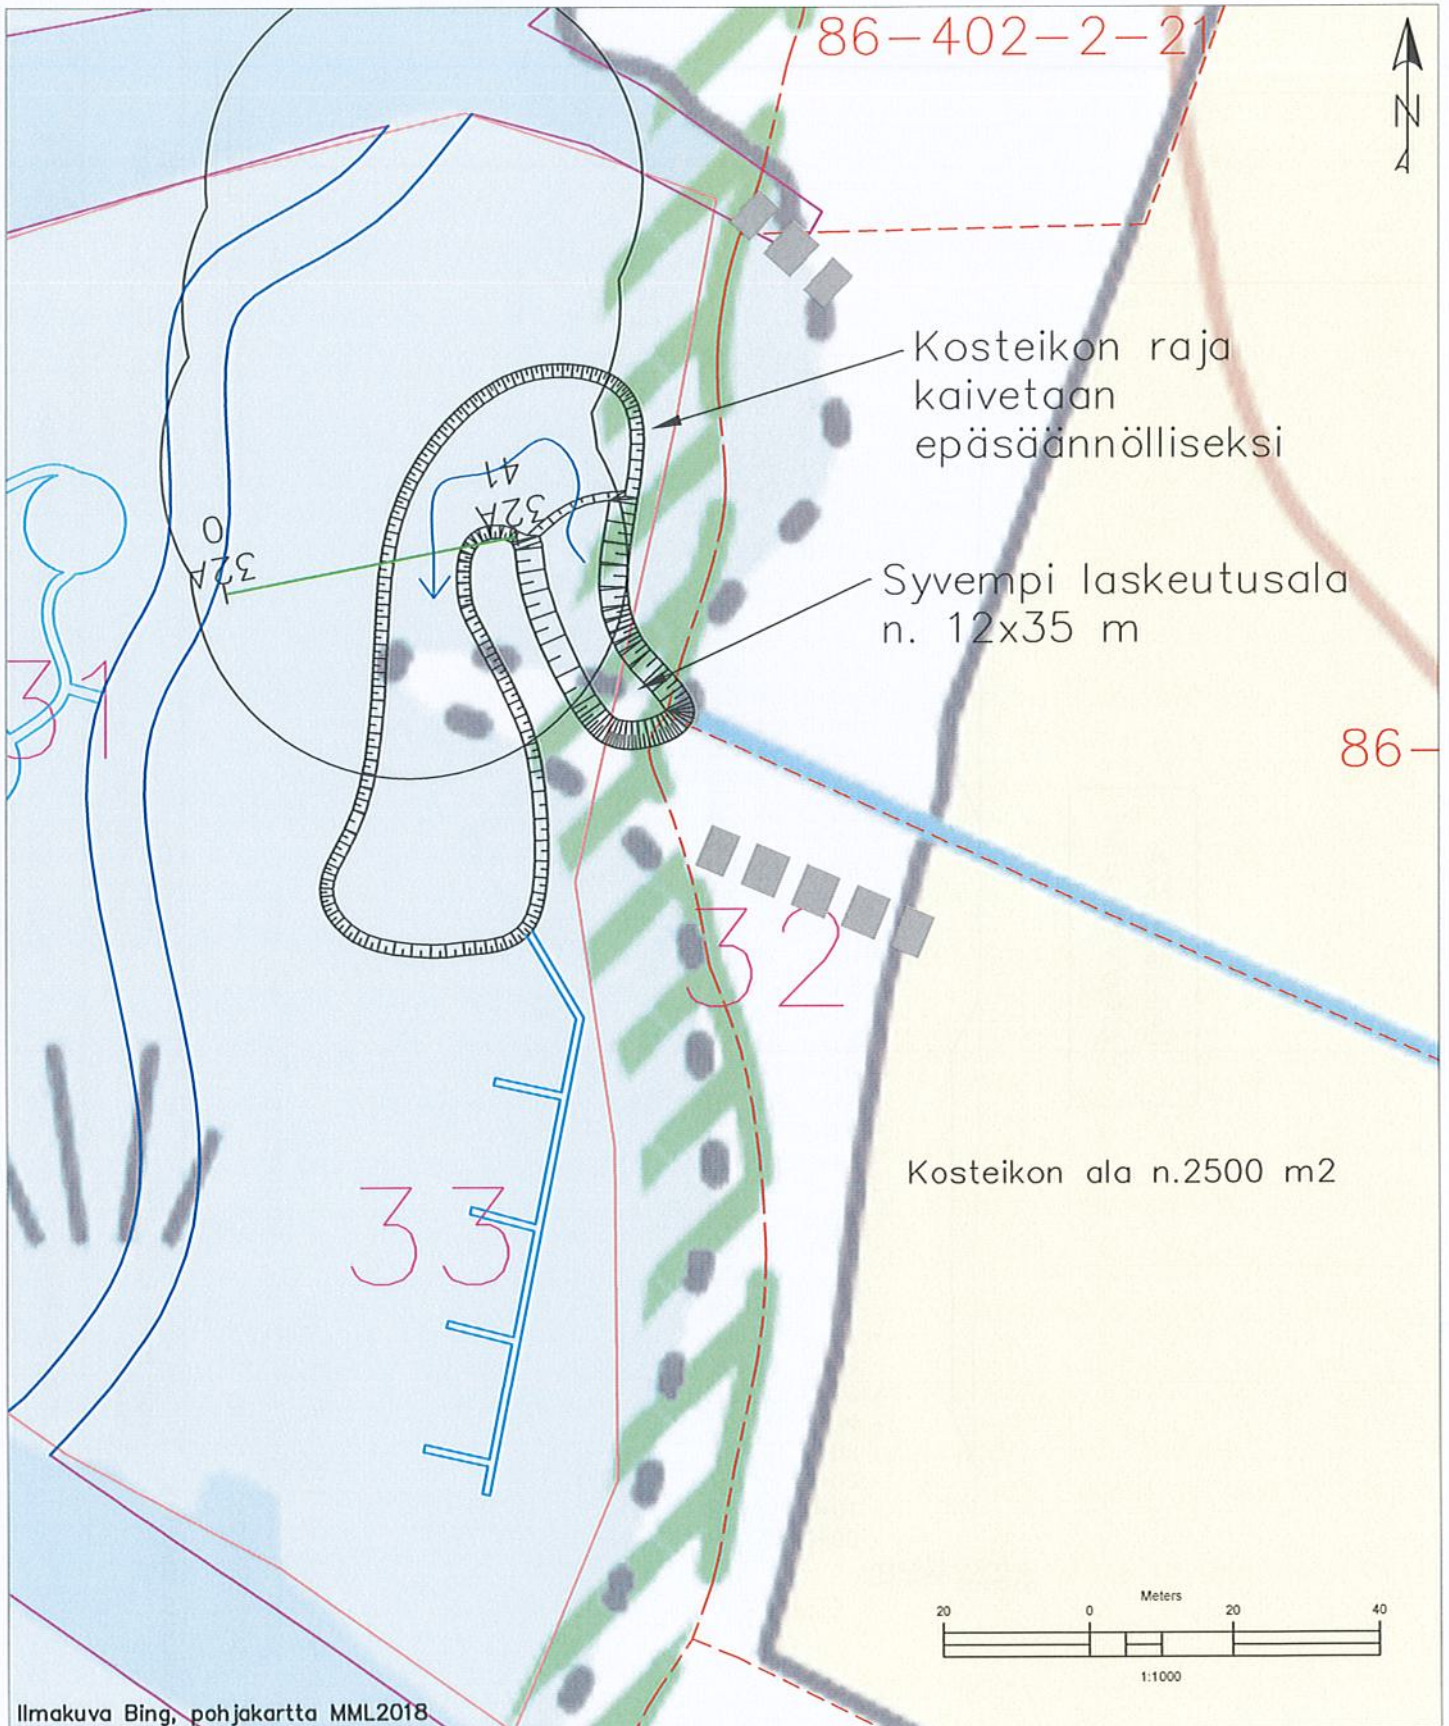 86-402-2-21
N
Kosteikon raja
kaivetaan
epäsäännölliseksi
41
32A
0
32A
Syvempi laskeutusala
n. 12x35 m
31
86-
32
Kosteikon ala n.2500 m2
33
Meters
20 0 20 40
1:1000
Ilmakuva Bing, pohjakartta MML2018